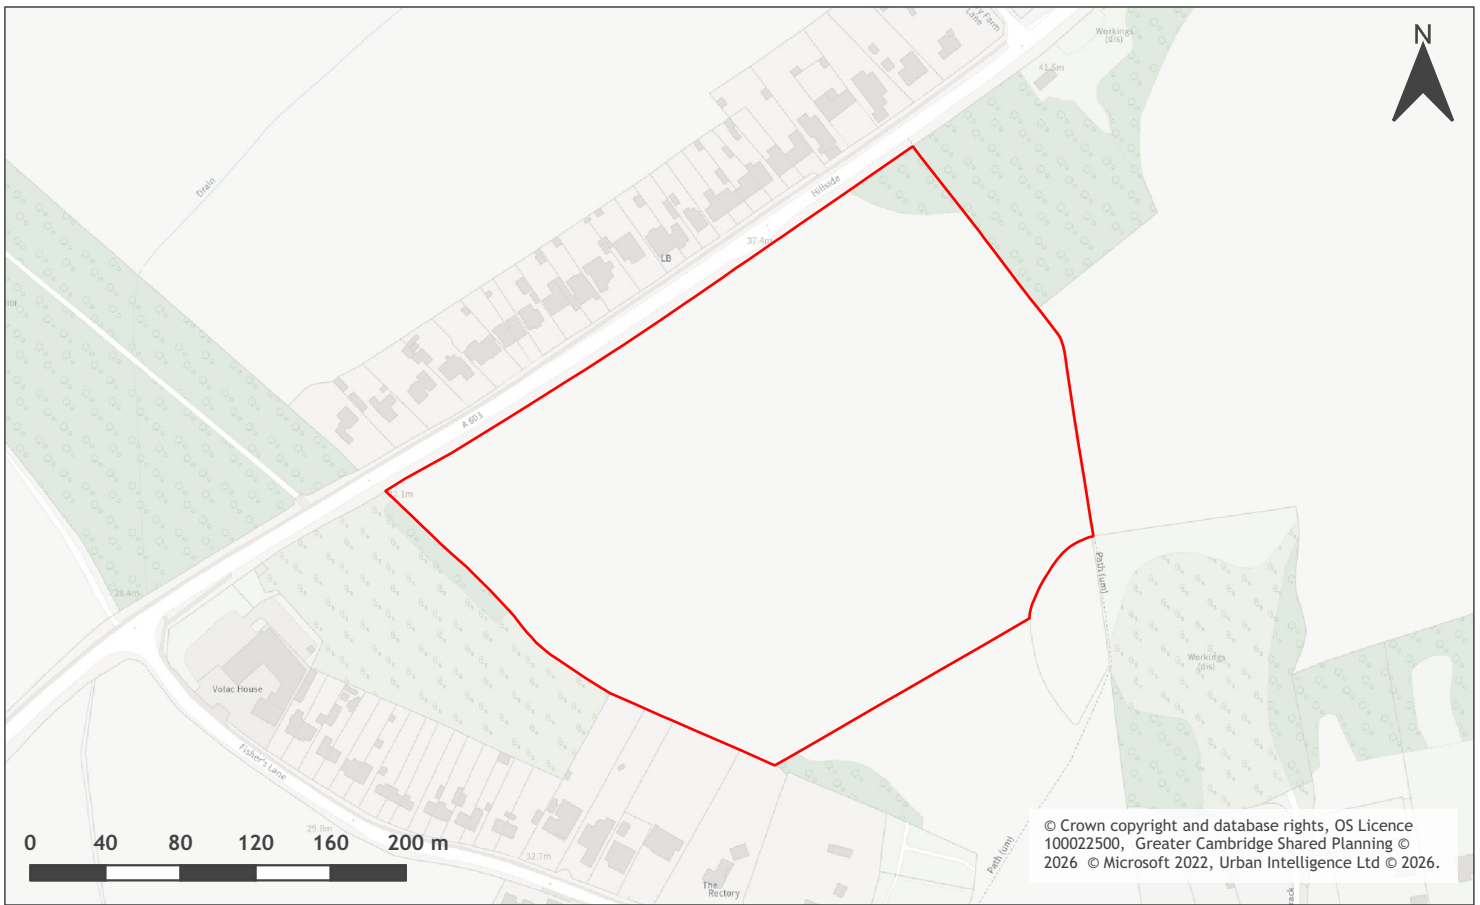 Farm
Lane
Workings
(dis)
N
41.5m
Drain
Hillside
37.4m
LB
A 603
28.4m
Path (um)
Workings
(dis)
Volac House
Fisher's Lane
29.8m
32.7m
The
Rectory
Path (um)
0 40 80 120 160 200 m
© Crown copyright and database rights, OS Licence
100022500, Greater Cambridge Shared Planning ©
2026 © Microsoft 2022, Urban Intelligence Ltd © 2026.